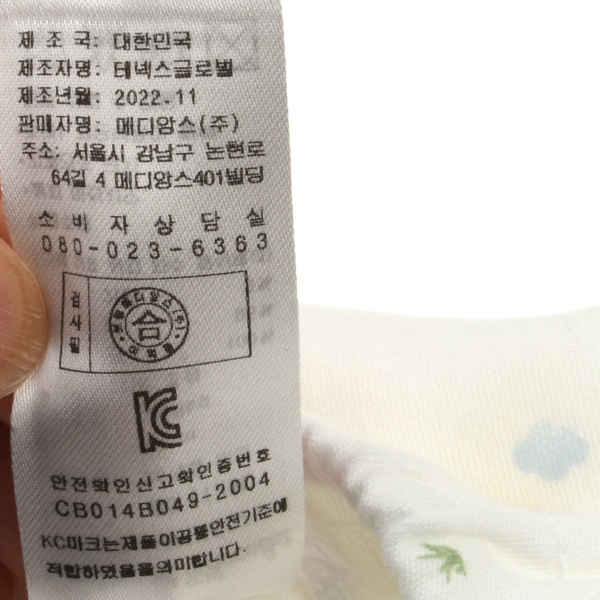 제 조 국: 대한민국
제조자명: 테넥스글로벌
제조년월: 2022.11
판매자명: 메디앙스(주)
주소: 서울시 강남구 논현로
64길 4 메디앙스401빌딩
소 비 자 상 담 실
080-023-6363
검사필
합
KC
안전확인신고확인증번호
CB014B049-2004
KC마크는제품이공통안전기준에
적합하였음을의미합니다.